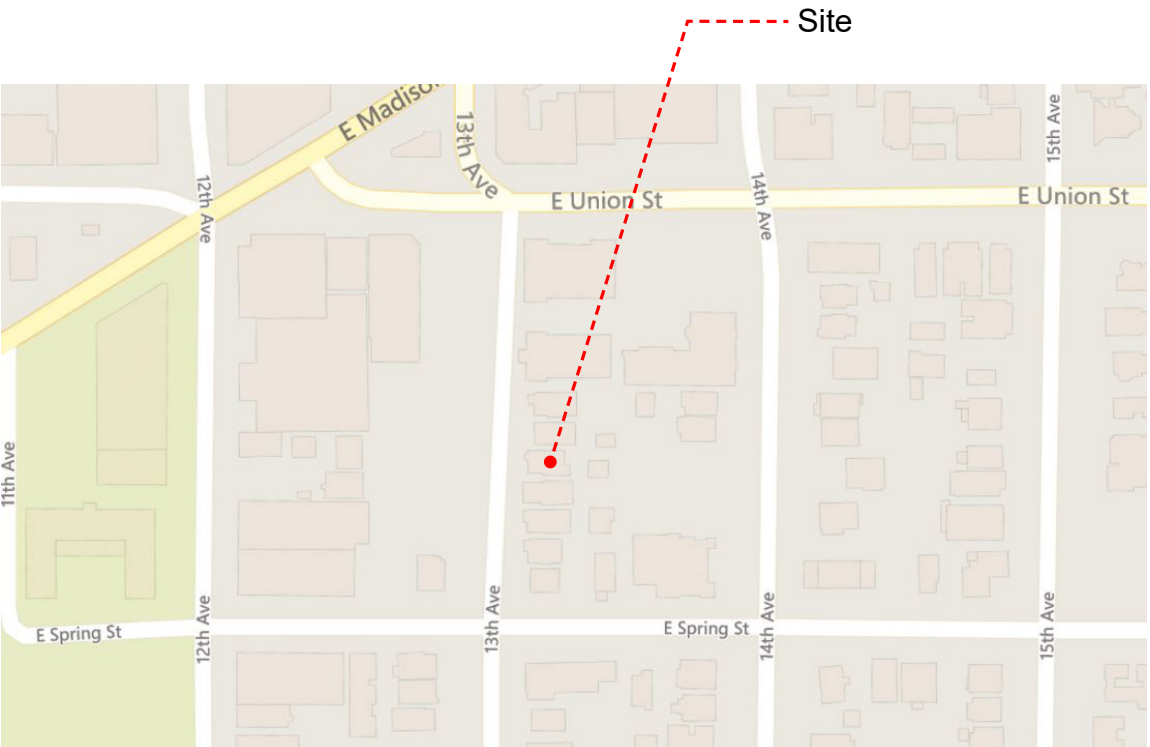 Site
E Madison
13th Ave
15th Ave
12th Ave
E Union St
14th Ave
E Union St
11th Ave
E Spring St
12th Ave
13th Ave
E Spring St
14th Ave
15th Ave